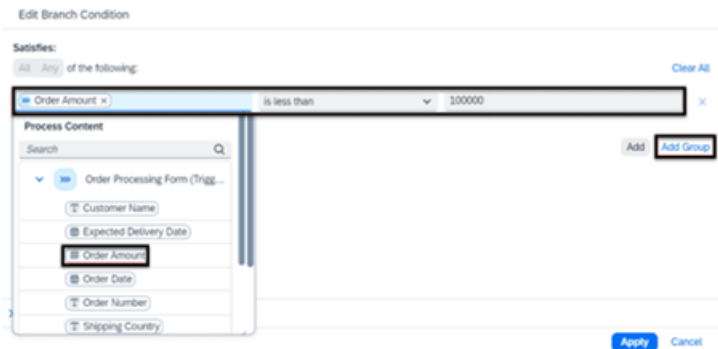 Edit Branch Condition
Satisfies:
All Any of the following:
Clear All
Order Amount × is less than 100000
Process Content
Search
Add Add Group
Order Processing Form (Trigg...
Customer Name
Expected Delivery Date
Order Amount
Order Date
Order Number
Shipping Country
Apply Cancel